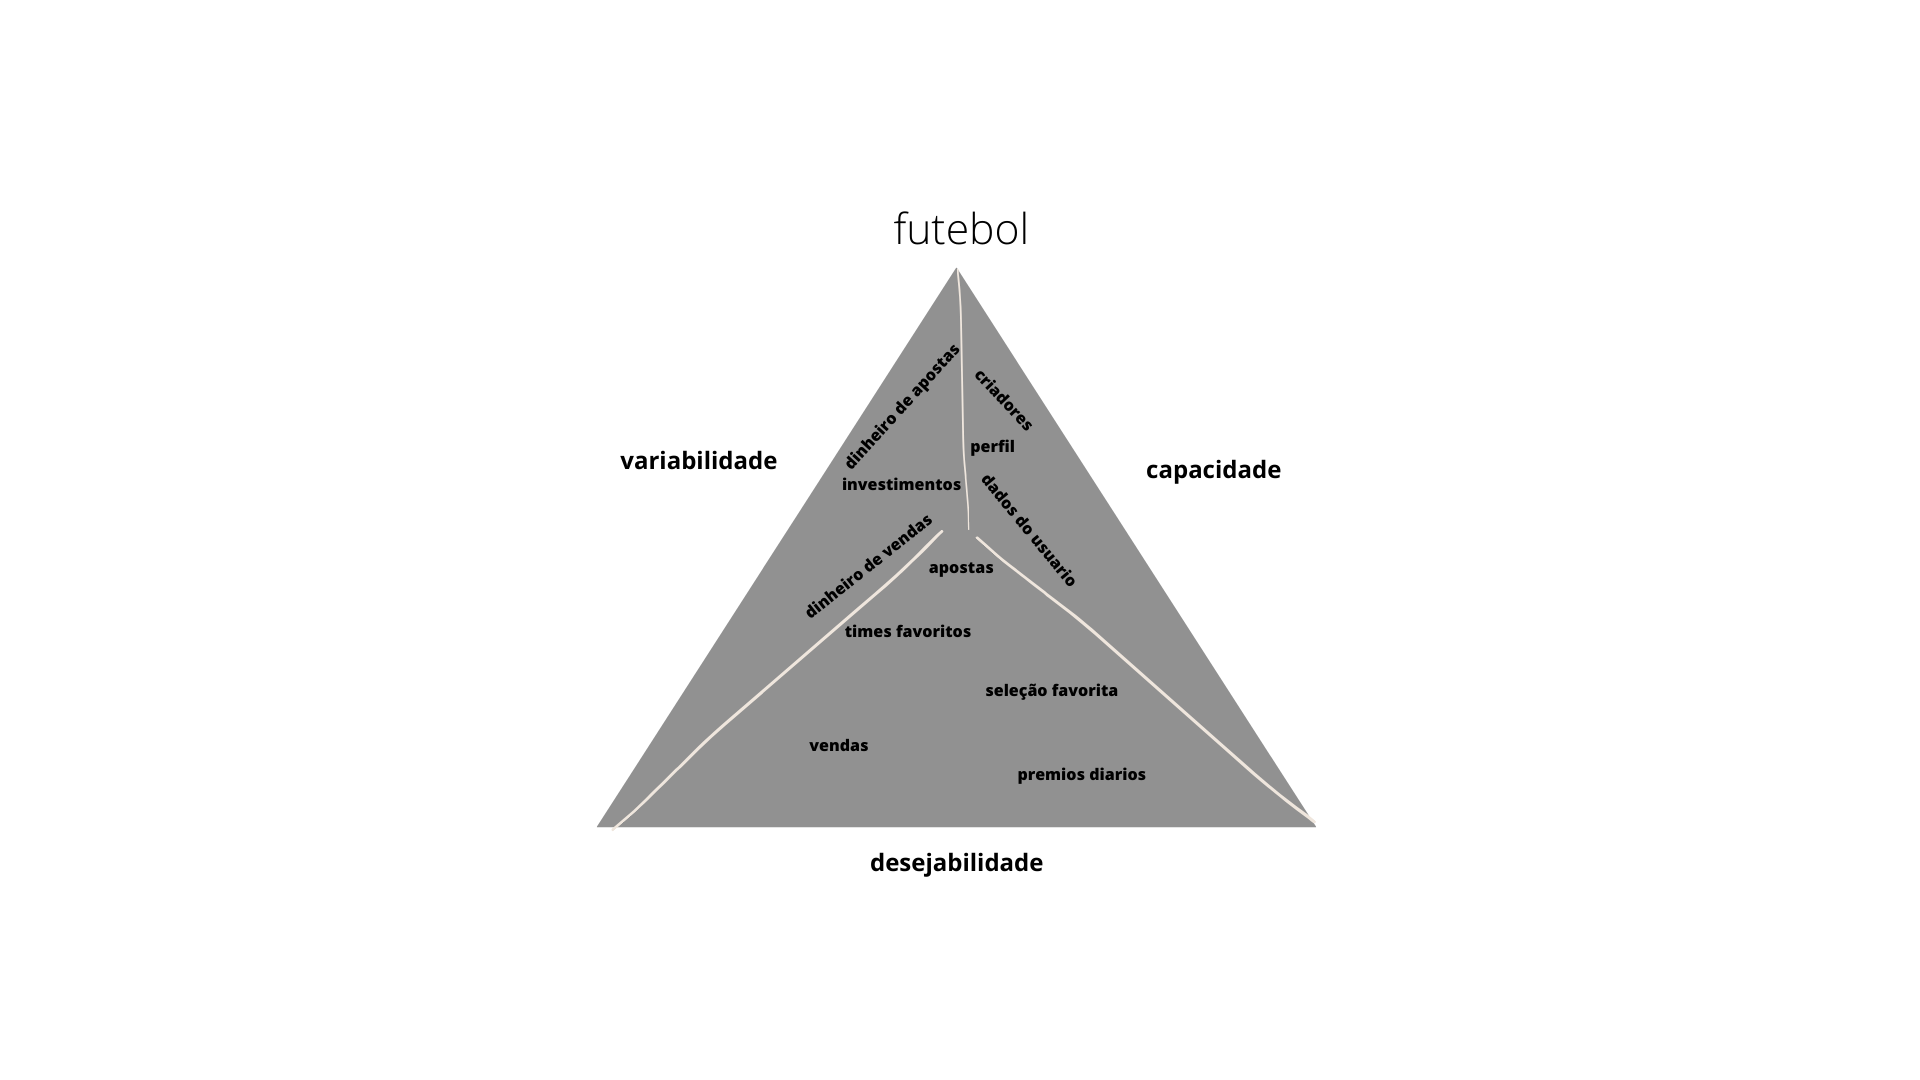 futebol
variabilidade
dinheiro de apostas
investimentos
dinheiro de vendas
criadores
perfil
dados do usuario
capacidade
apostas
times favoritos
seleção favorita
vendas
premios diarios
desejabilidade